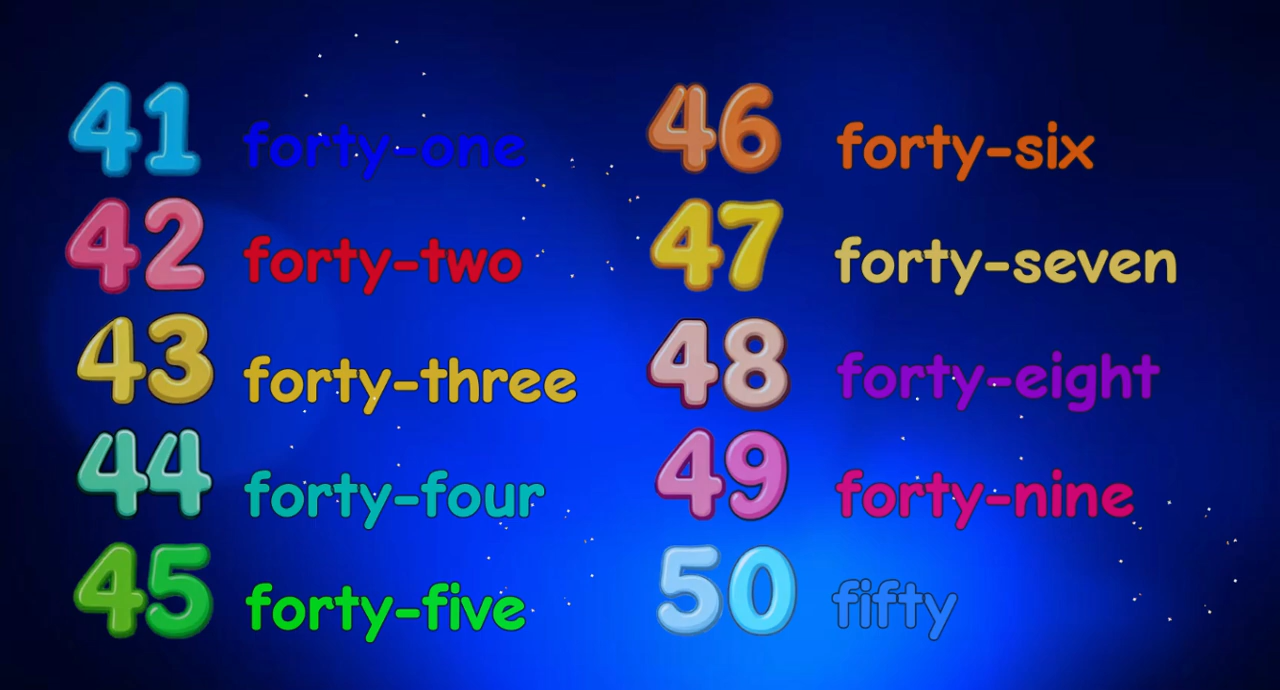 41 forty-one
42 forty-two
43 forty-three
44 forty-four
45 forty-five
46 forty-six
47 forty-seven
48 forty-eight
49 forty-nine
50 fifty